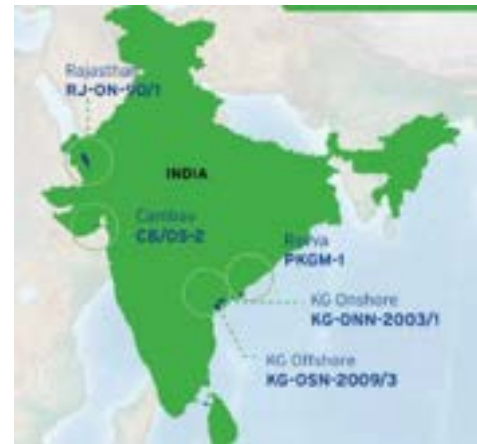 Rajasthan
RJ-ON-90/1
INDIA
Cambay
CB/OS-2
Ravva
PKGM-1
KG Onshore
KG-ONN-2003/1
KG Offshore
KG-OSN-2009/3